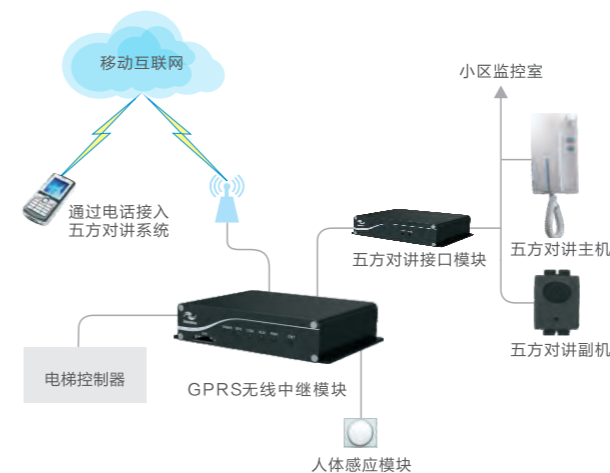 移动互联网
小区监控室
通过电话接入
五方对讲系统
五方对讲主机
五方对讲接口模块
五方对讲副机
电梯控制器
GPRS无线中继模块
人体感应模块